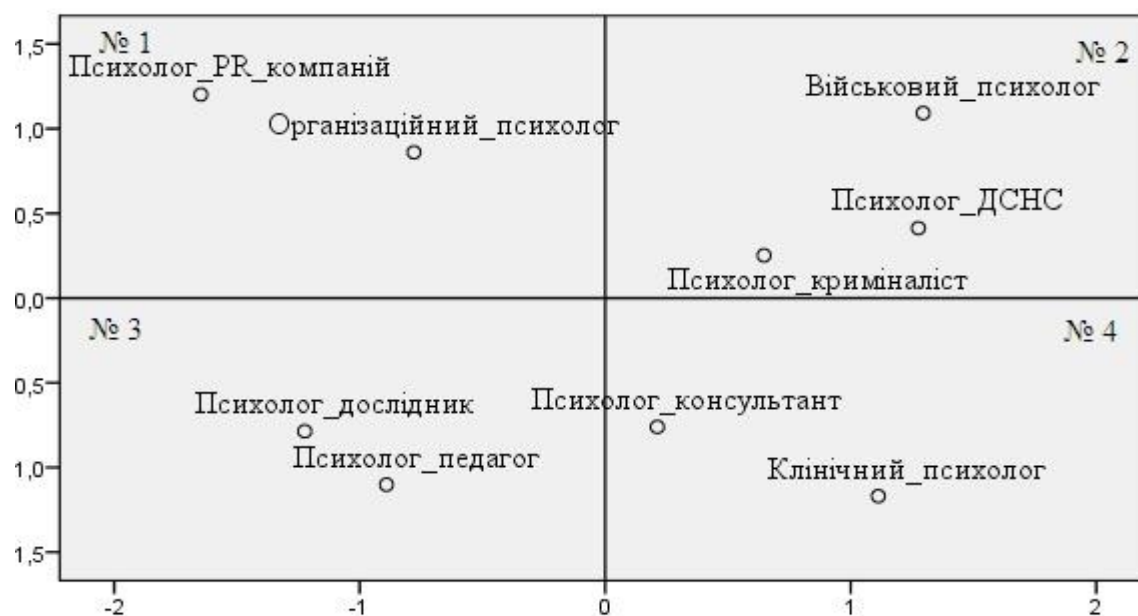 № 1
№ 2
1,5
Психолог_PR_компаній
Військовий_психолог
1,0
Організаційний_психолог
Психолог_ДСНС
0,5
Психолог_криміналіст
0,0
№ 3
№ 4
0,5
Психолог_дослідник
Психолог_консультант
1,0
Психолог_педагог
Клінічний_психолог
1,5
-2
-1
0
1
2